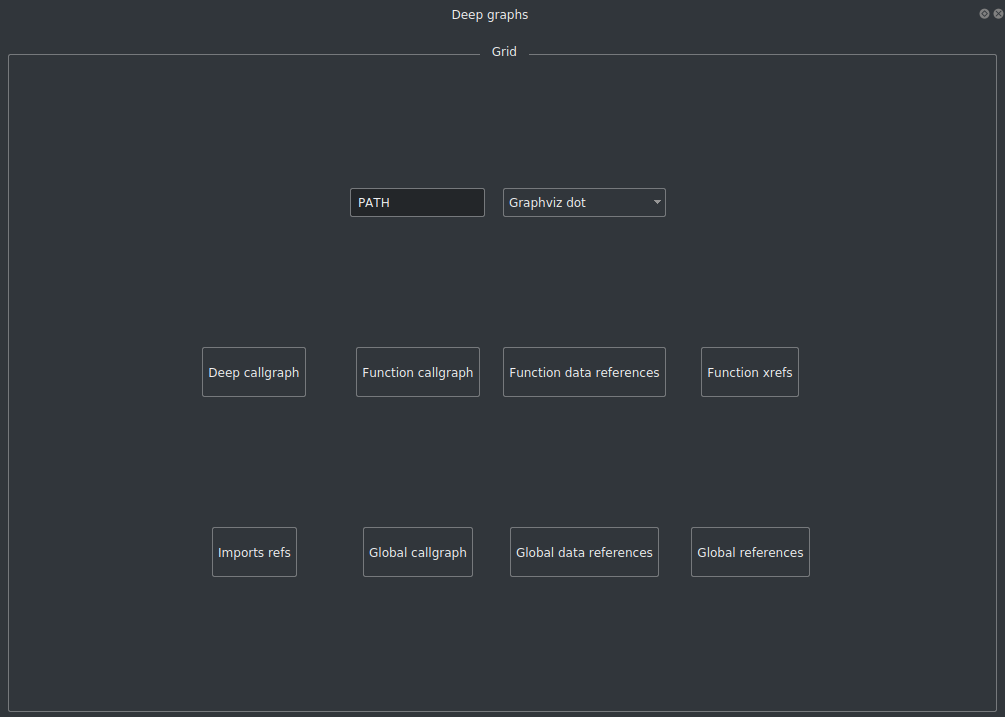 Deep graphs
Grid
PATH
Graphviz dot
Deep callgraph
Function callgraph
Function data references
Function xrefs
Imports refs
Global callgraph
Global data references
Global references